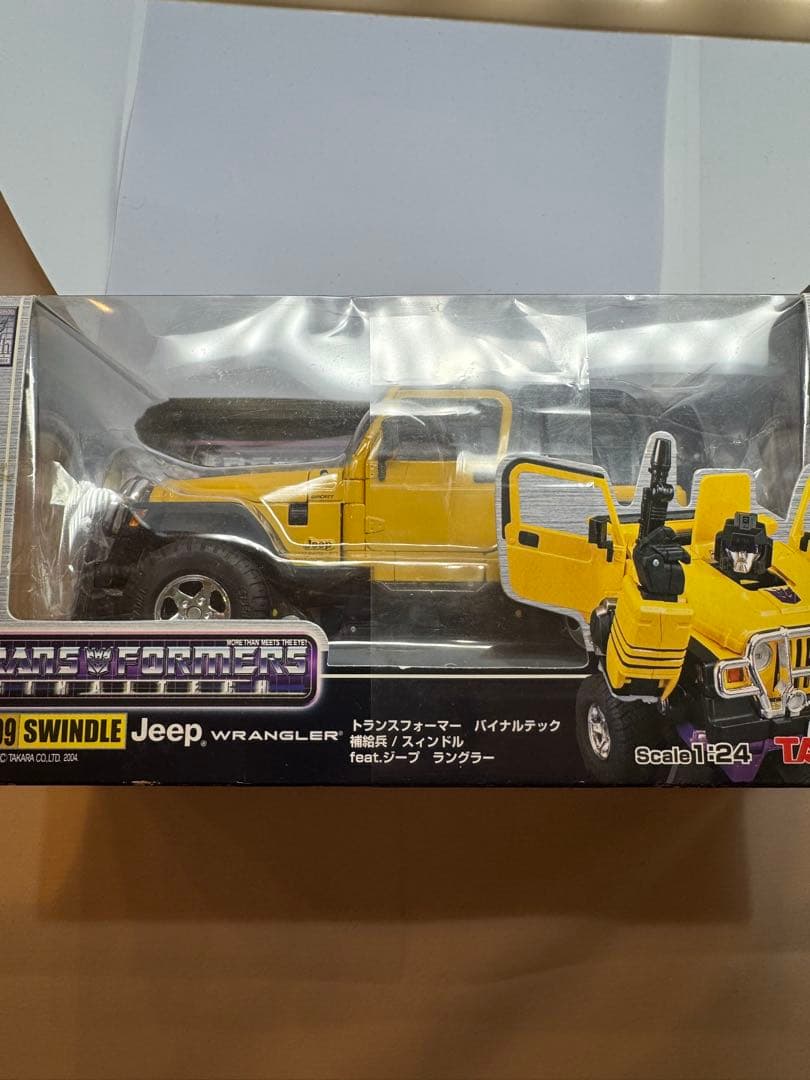 MORE THAN MEETS THE EYE!
TRANSFORMERS
09 SWINDLE Jeep® WRANGLER®
(C) TAKARA CO.,LTD. 2004
トランスフォーマー バイナルテック
補給兵 / スィンドル
feat.ジープ ラングラー
Scale 1:24
TA
Jeep